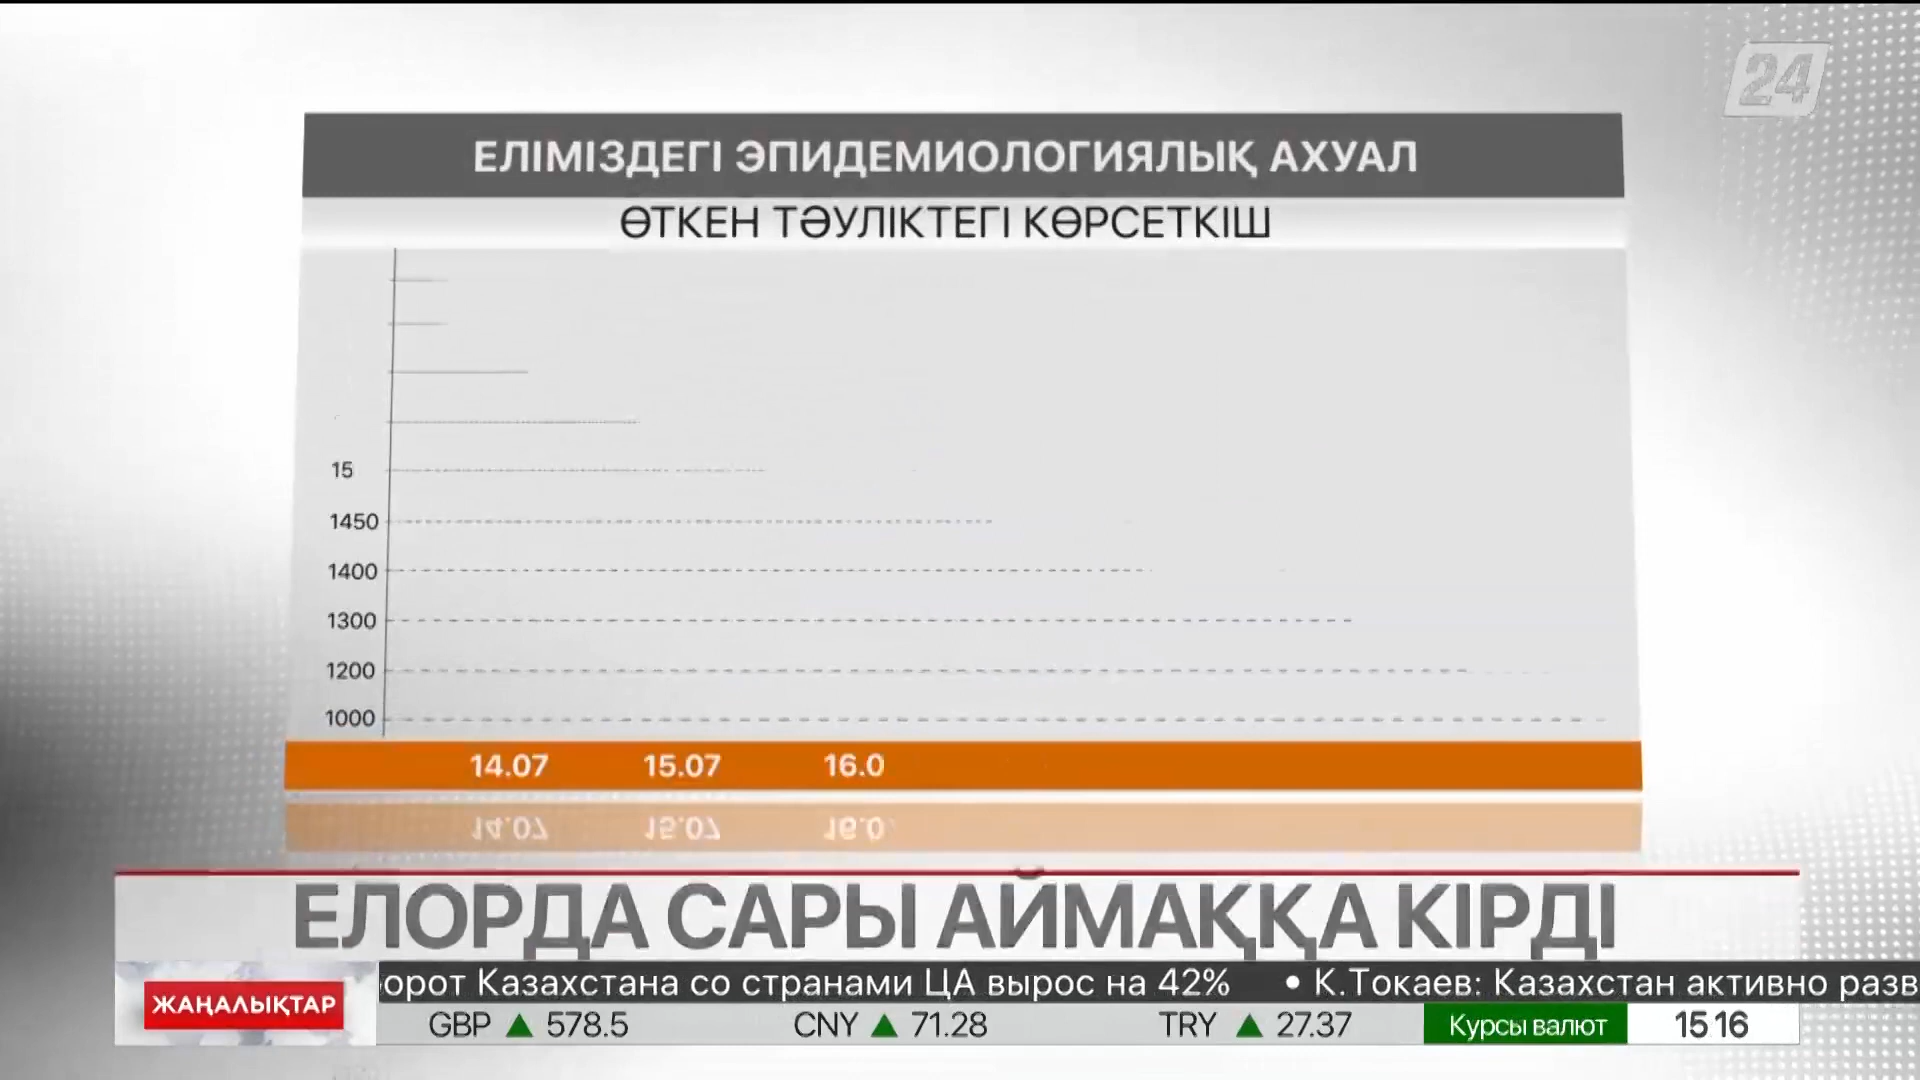 24
ЕЛІМІЗДЕГІ ЭПИДЕМИОЛОГИЯЛЫҚ АХУАЛ
ӨТКЕН ТӘУЛІКТЕГІ КӨРСЕТКІШ
15
1450
1400
1300
1200
1000
14.07 15.07 16.0
ЕЛОРДА САРЫ АЙМАҚҚА КІРДІ
орот Казахстана со странами ЦА вырос на 42% • К.Токаев: Казахстан активно разв
ЖАҢАЛЫҚТАР
GBP ▲ 578.5 CNY ▲ 71.28 TRY ▲ 27.37 Курсы валют 15 16